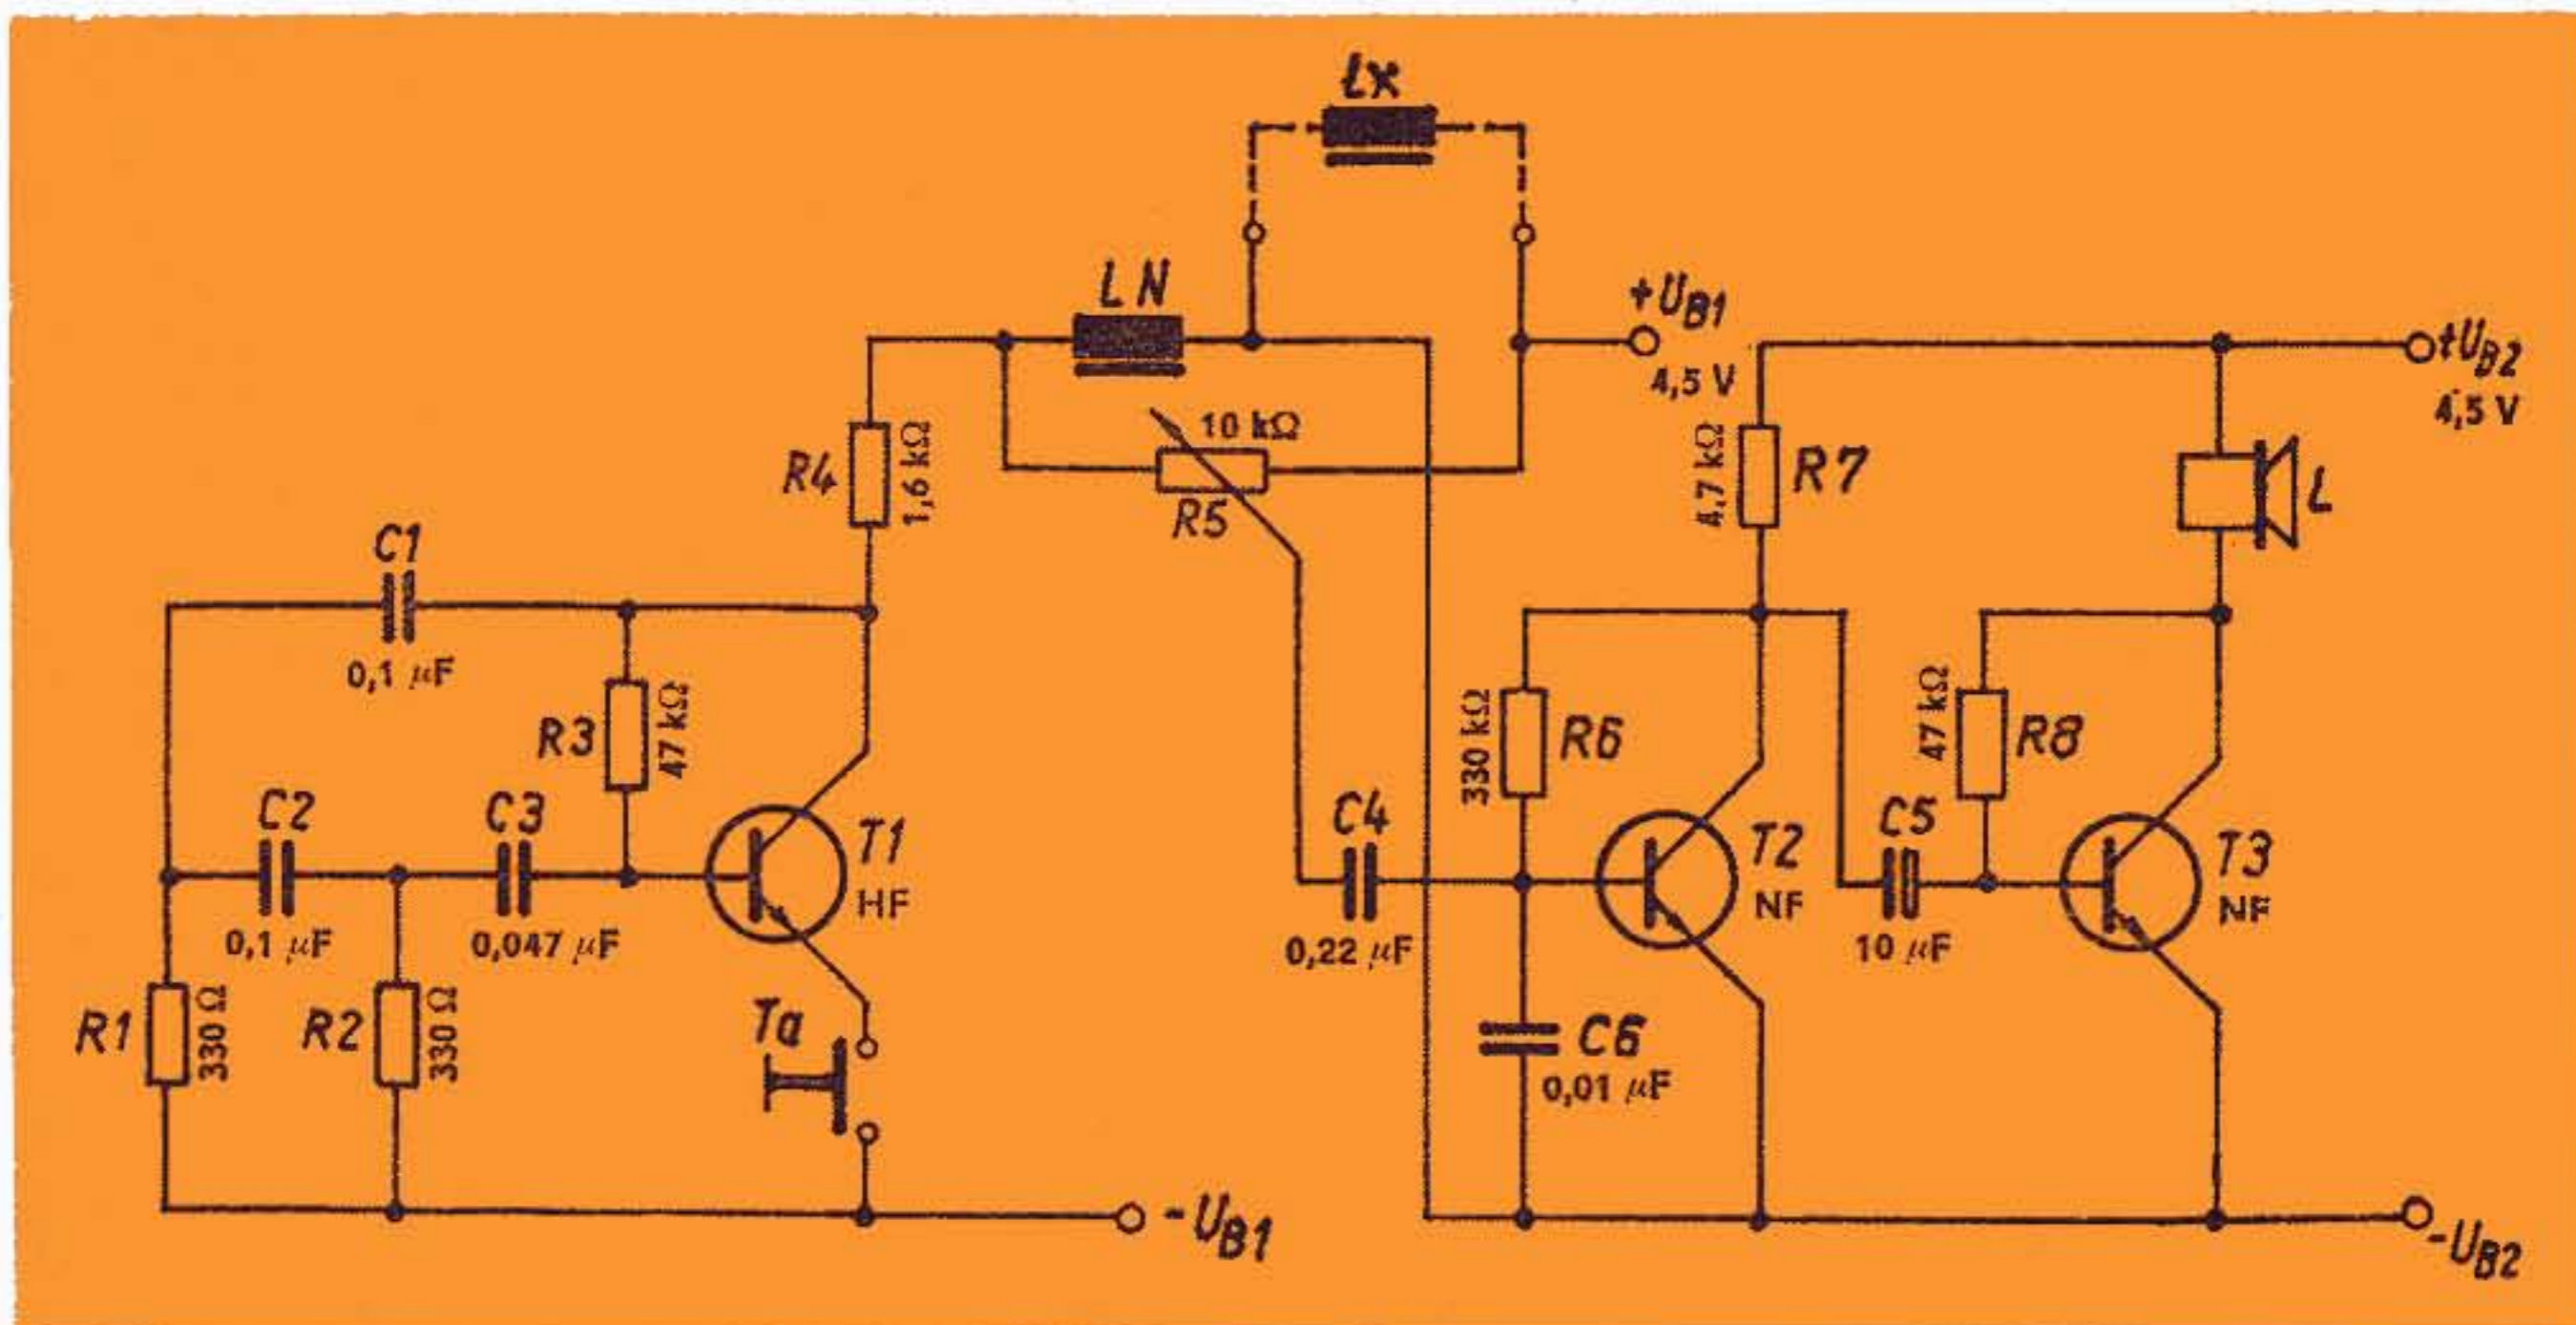 Lx
LN
+UB1
4,5 V
+UB2
4,5 V
R4
1,6 kΩ
10 kΩ
R5
4,7 kΩ
R7
L
C1
0,1 µF
R3
47 kΩ
330 kΩ
R6
47 kΩ
R8
C2
0,1 µF
C3
0,047 µF
T1
HF
C4
0,22 µF
T2
NF
C5
10 µF
T3
NF
R1
330 Ω
R2
330 Ω
Ta
C6
0,01 µF
-UB1
-UB2